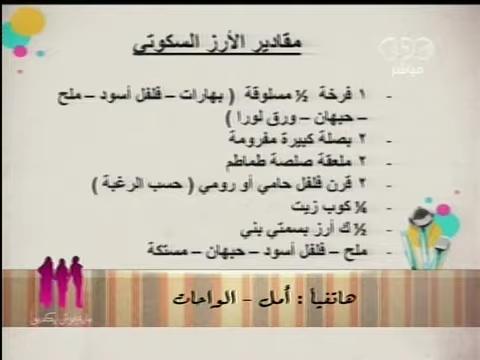 مقادير الأرز السكوتي
مباشر
- ١ فرخة ½ مسلوقة ( بهارات – فلفل أسود – ملح
– حبهان – ورق لورا )
- ٢ بصلة كبيرة مفرومة
- ٢ ملعقة صلصة طماطم
- ٢ قرن فلفل حامي أو رومي ( حسب الرغبة )
- ¼ كوب زيت
- ½ ك أرز بسمتي بني
- ملح – فلفل أسود – حبهان – مستكة
هاتفياً : أمل – الواحات